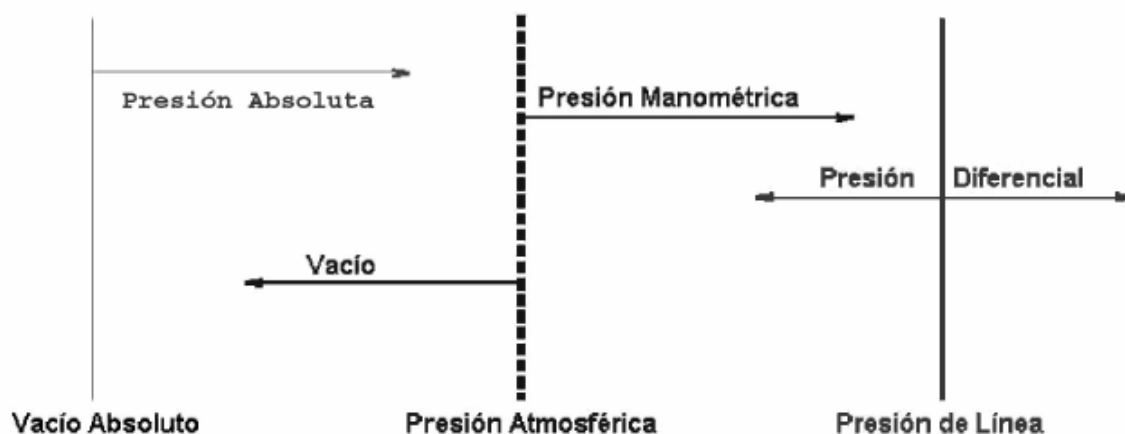 Presión Absoluta
Presión Manométrica
Presión Diferencial
Vacío
Vacío Absoluto Presión Atmosférica Presión de Línea